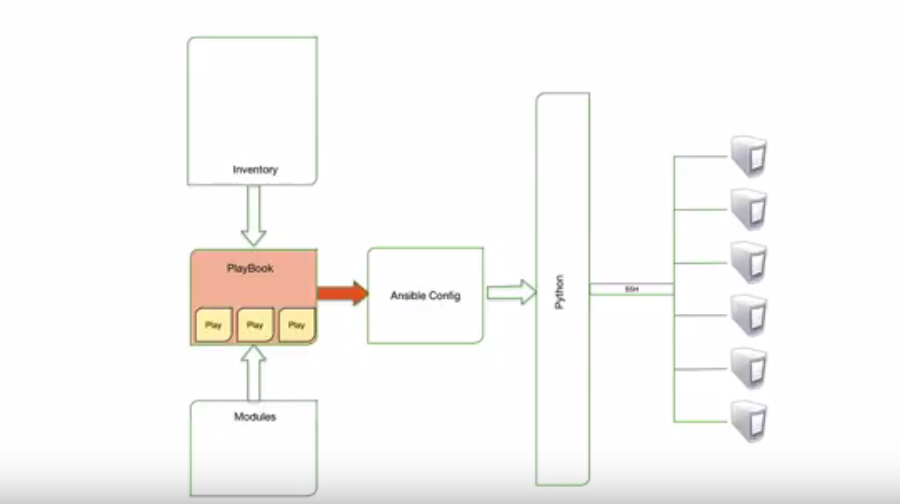 Inventory
PlayBook
Play
Play
Play
Ansible Config
Python
SSH
Modules